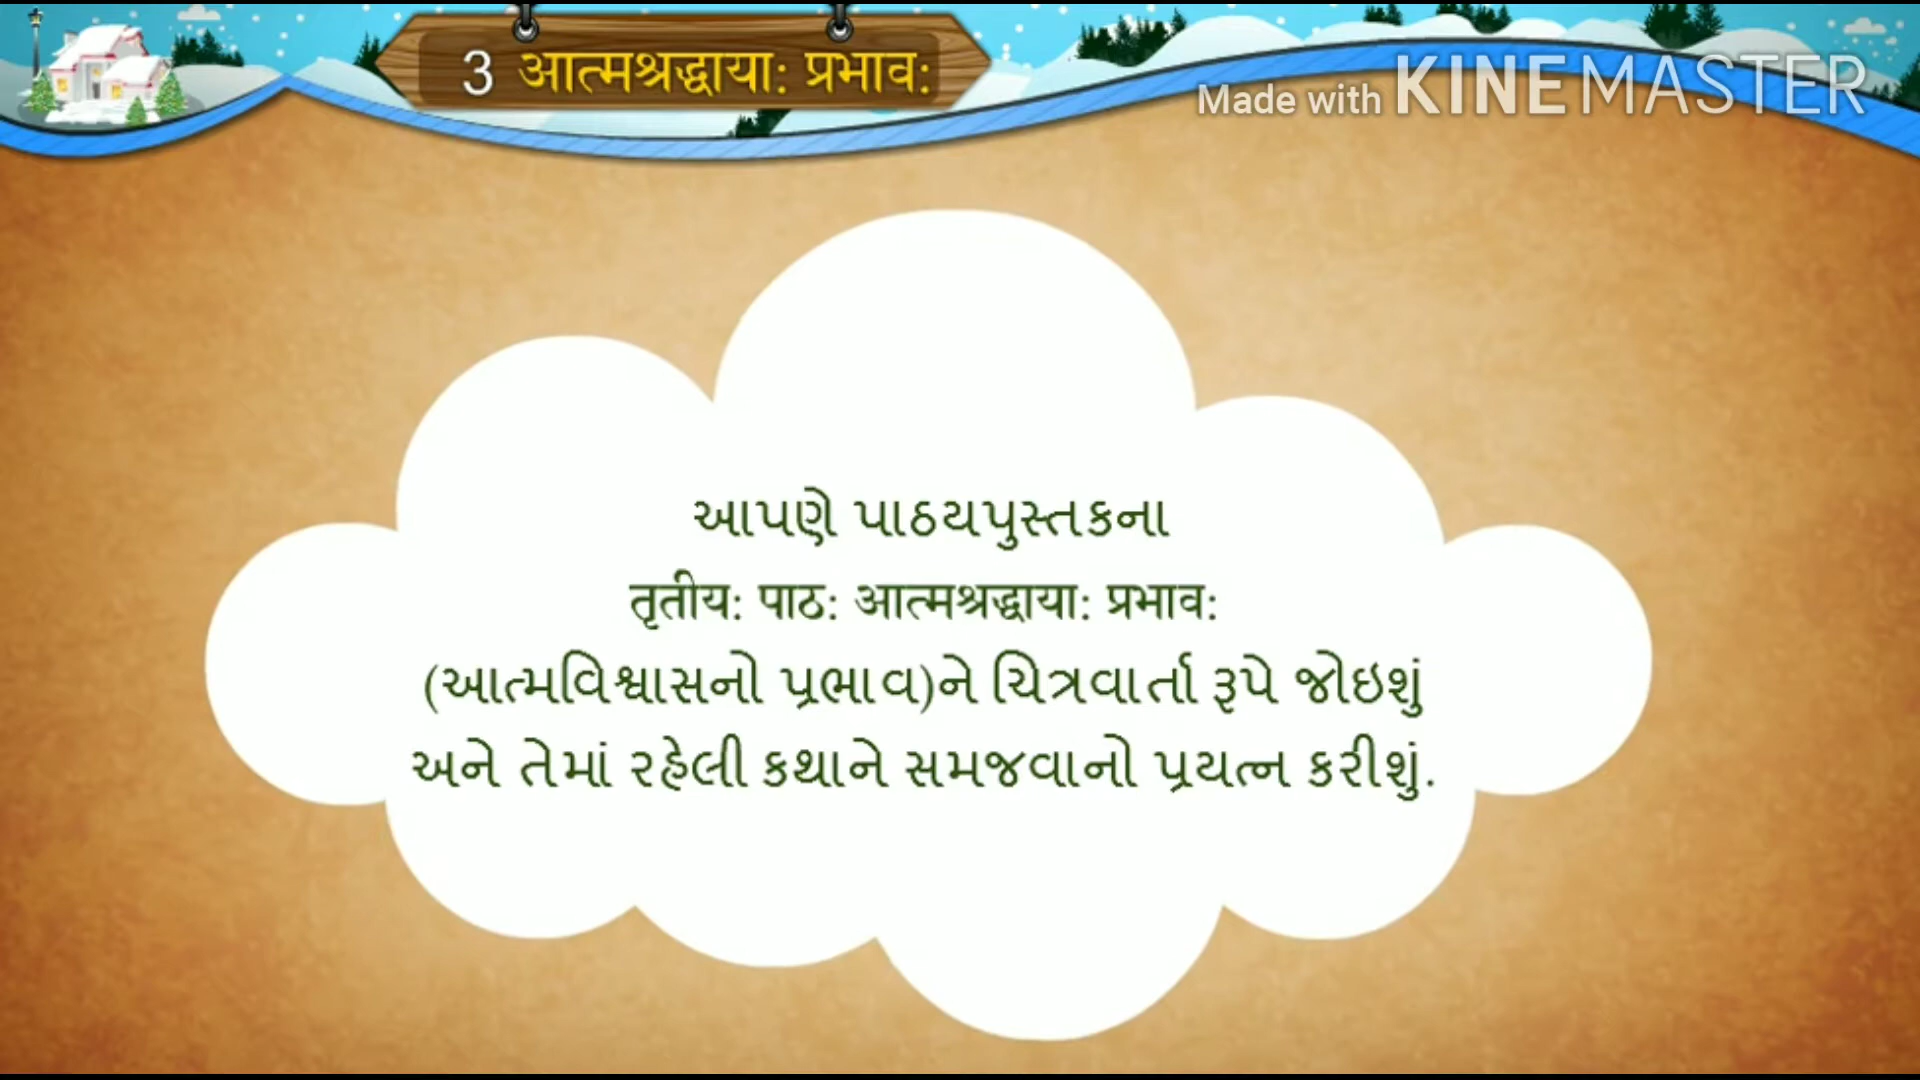 3 आत्मश्रद्धायाः प्रभावः
Made with KINEMASTER
આપણે પાઠયપુસ્તકના
तृतीयः पाठः आत्मश्रद्धायाः प्रभावः
(આત્મવિશ્વાસનો પ્રભાવ)ને ચિત્રવાર્તા રૂપે જોઇશું
અને તેમાં રહેલી કથાને સમજવાનો પ્રયત્ન કરીશું.